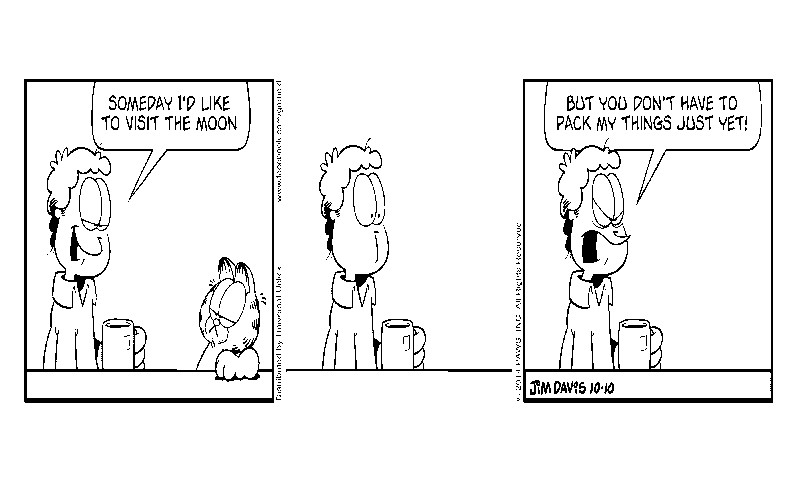 SOMEDAY I'D LIKE
TO VISIT THE MOON
BUT YOU DON'T HAVE TO
PACK MY THINGS JUST YET!
JIM DAVIS 10·10